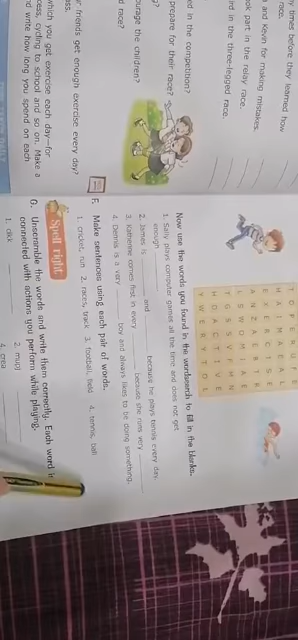 y times before they learned how
race.
and Kevin for making mistakes.
ook part in the relay race.
ird in the three-legged race.
ed in the competition?
prepare for their race?
ourage the children?
d race?
r friends get enough exercise every day?
which you get exercise each day—for
cess, cycling to school and so on. Make a
nd write how long you spend on each
Now use the words you found in the wordsearch to fill in the blanks.
1. Sally plays computer games all the time and does not get
enough
2. James is and because he plays tennis every day.
3. Katherine comes first in every because she runs very
4. Dennis is a very boy and always likes to be doing something.
F. Make sentences using each pair of words.
1. cricket, run 2. races, track 3. football, field 4. tennis, ball
Spell right
G. Unscramble the words and write them correctly. Each word is
connected with actions you perform while playing.
1. cikk 2. mupj
4. crea